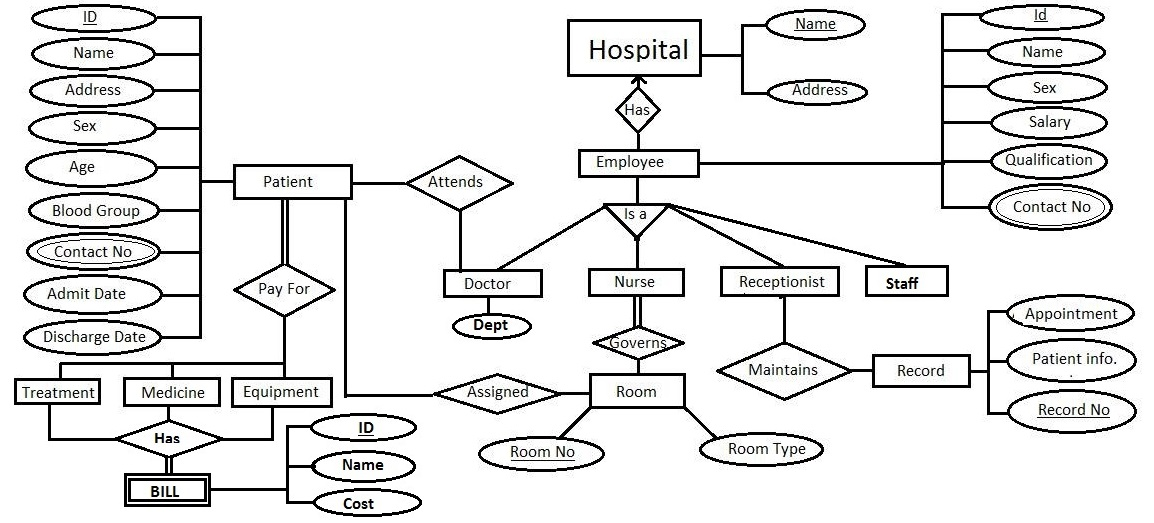 ID
Name
Address
Sex
Age
Blood Group
Contact No
Admit Date
Discharge Date
Patient
Attends
Pay For
Treatment
Medicine
Equipment
Has
BILL
ID
Name
Cost
Hospital
Name
Address
Has
Employee
Id
Name
Sex
Salary
Qualification
Contact No
Is a
Doctor
Nurse
Receptionist
Staff
Dept
Governs
Maintains
Record
Appointment
Patient info.
Record No
Assigned
Room
Room No
Room Type